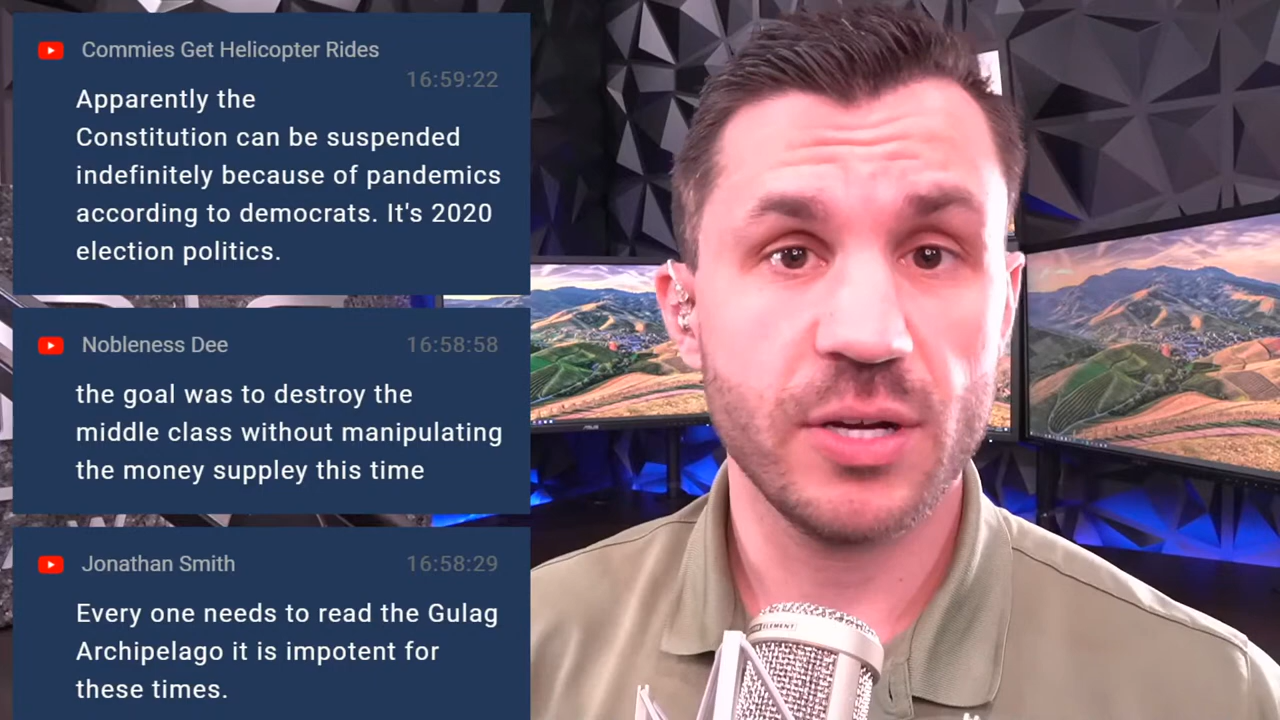 Commies Get Helicopter Rides
16:59:22
Apparently the
Constitution can be suspended
indefinitely because of pandemics
according to democrats. It's 2020
election politics.
Nobleness Dee 16:58:58
the goal was to destroy the
middle class without manipulating
the money suppley this time
Jonathan Smith 16:58:29
Every one needs to read the Gulag
Archipelago it is impotent for
these times.
ASUS
ELEMENT